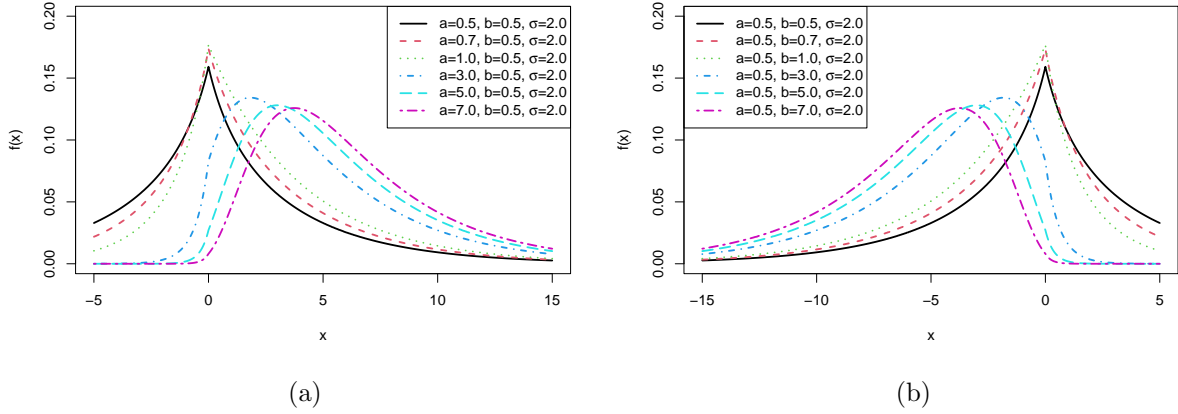 0.20
0.15
0.10
0.05
0.00
f(x)
−5
0
5
10
15
x
a=0.5, b=0.5, σ=2.0
a=0.7, b=0.5, σ=2.0
a=1.0, b=0.5, σ=2.0
a=3.0, b=0.5, σ=2.0
a=5.0, b=0.5, σ=2.0
a=7.0, b=0.5, σ=2.0
(a)
0.20
0.15
0.10
0.05
0.00
f(x)
−15
−10
−5
0
5
x
a=0.5, b=0.5, σ=2.0
a=0.5, b=0.7, σ=2.0
a=0.5, b=1.0, σ=2.0
a=0.5, b=3.0, σ=2.0
a=0.5, b=5.0, σ=2.0
a=0.5, b=7.0, σ=2.0
(b)